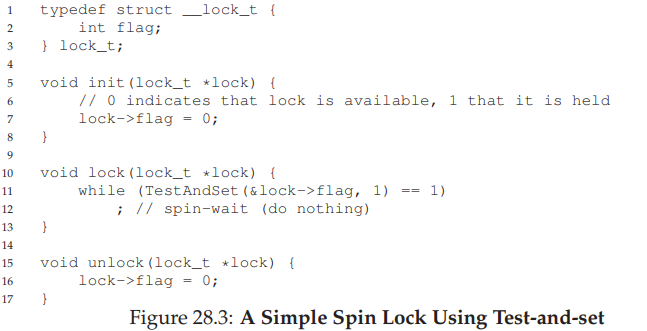 1 typedef struct __lock_t {
2 int flag;
3 } lock_t;
4
5 void init(lock_t *lock) {
6 // 0 indicates that lock is available, 1 that it is held
7 lock->flag = 0;
8 }
9
10 void lock(lock_t *lock) {
11 while (TestAndSet(&lock->flag, 1) == 1)
12 ; // spin-wait (do nothing)
13 }
14
15 void unlock(lock_t *lock) {
16 lock->flag = 0;
17 }
Figure 28.3: A Simple Spin Lock Using Test-and-set